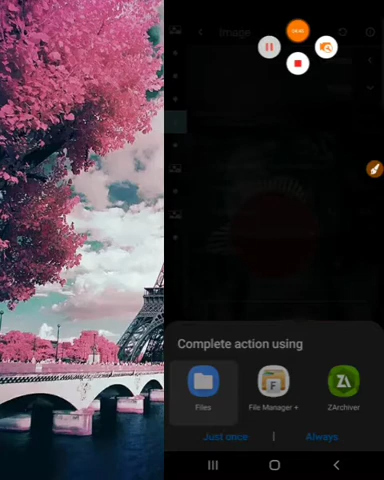 Image
Complete action using
Files
File Manager +
ZArchiver
Just once | Always